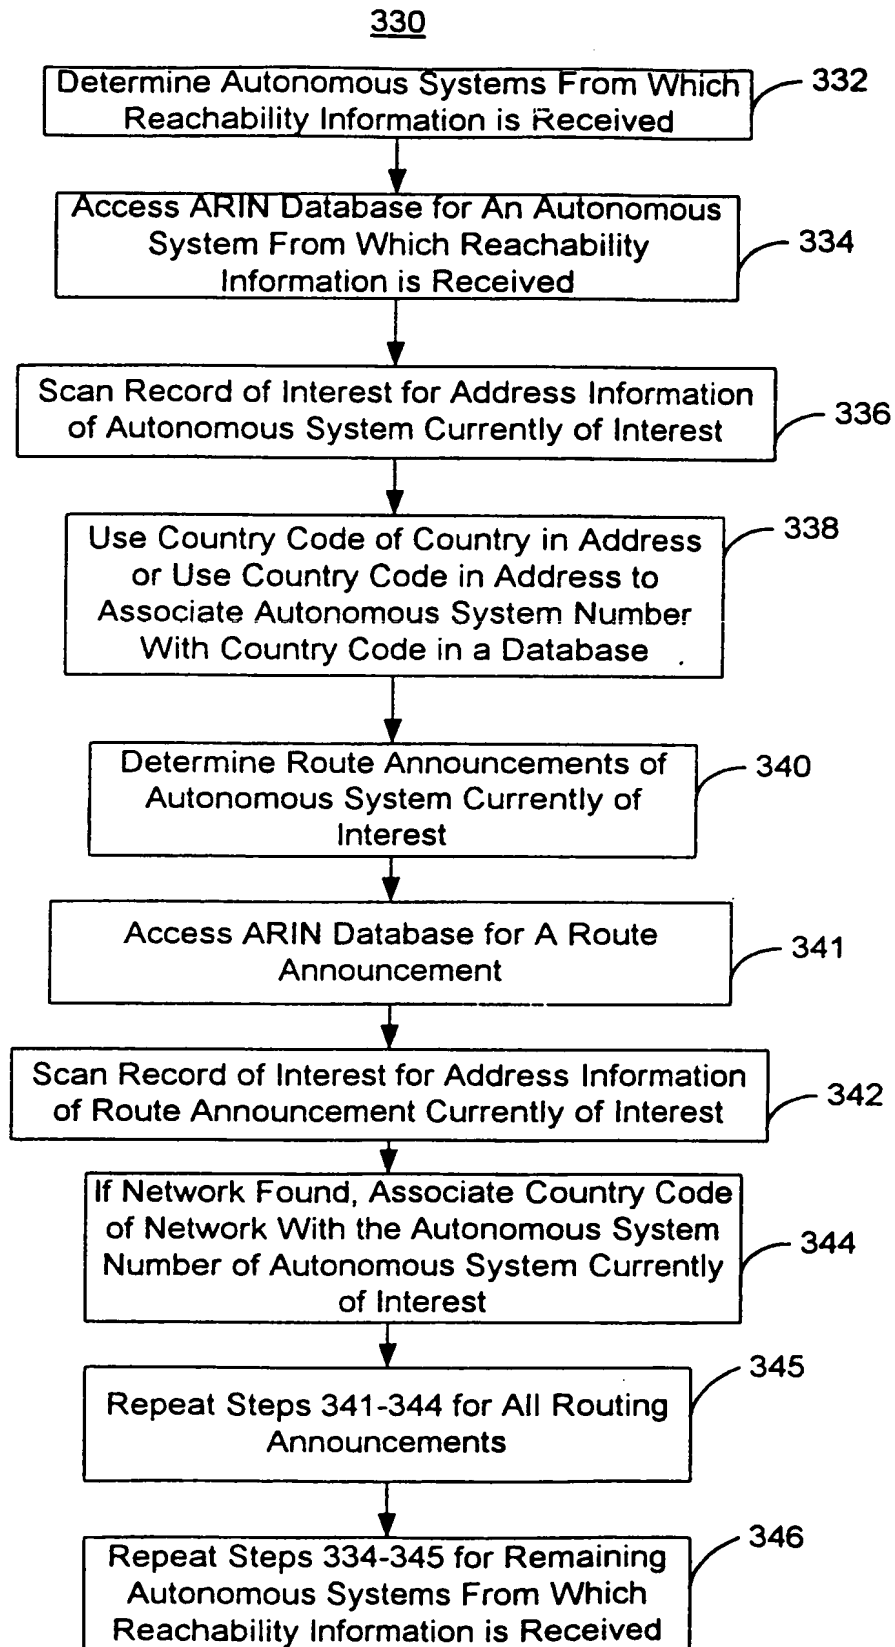 330
Determine Autonomous Systems From Which
Reachability Information is Received
332
Access ARIN Database for An Autonomous
System From Which Reachability
Information is Received
334
Scan Record of Interest for Address Information
of Autonomous System Currently of Interest
336
Use Country Code of Country in Address
or Use Country Code in Address to
Associate Autonomous System Number
With Country Code in a Database
338
Determine Route Announcements of
Autonomous System Currently of
Interest
340
Access ARIN Database for A Route
Announcement
341
Scan Record of Interest for Address Information
of Route Announcement Currently of Interest
342
If Network Found, Associate Country Code
of Network With the Autonomous System
Number of Autonomous System Currently
of Interest
344
Repeat Steps 341-344 for All Routing
Announcements
345
Repeat Steps 334-345 for Remaining
Autonomous Systems From Which
Reachability Information is Received
346